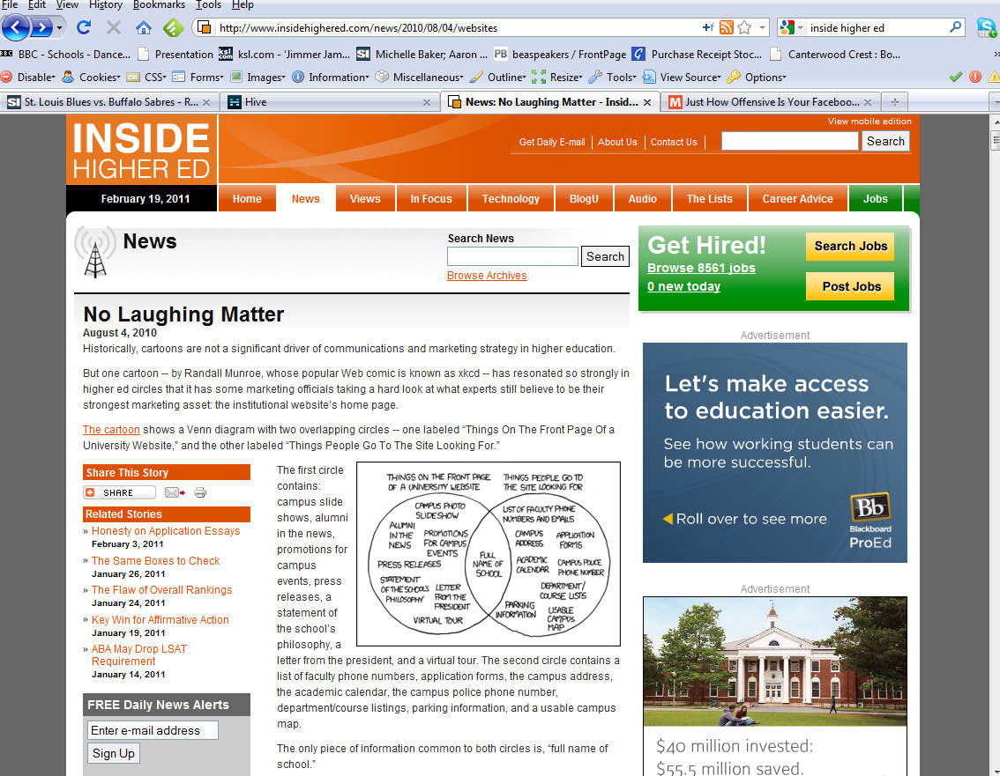 File Edit View History Bookmarks Tools Help
http://www.insidehighered.com/news/2010/08/04/websites
inside higher ed
BBC - Schools - Dance...
Presentation
ksl.com - 'Jimmer Jam...
Michelle Baker; Aaron ...
beaspeakers / FrontPage
Purchase Receipt Stoc...
Canterwood Crest : Bo...
Disable Cookies CSS Forms Images Information Miscellaneous Outline Resize Tools View Source Options
St. Louis Blues vs. Buffalo Sabres - R...
Hive
News: No Laughing Matter - Insid...
Just How Offensive Is Your Faceboo...
View mobile edition
INSIDE
HIGHER ED
Get Daily E-mail About Us Contact Us Search
February 19, 2011
Home News Views In Focus Technology BlogU Audio The Lists Career Advice Jobs
News
Search News
Search
Browse Archives
Get Hired!
Browse 8561 jobs
0 new today
Search Jobs
Post Jobs
No Laughing Matter
August 4, 2010
Historically, cartoons are not a significant driver of communications and marketing strategy in higher education.
But one cartoon -- by Randall Munroe, whose popular Web comic is known as xkcd -- has resonated so strongly in
higher ed circles that it has some marketing officials taking a hard look at what experts still believe to be their
strongest marketing asset: the institutional website's home page.
The cartoon shows a Venn diagram with two overlapping circles -- one labeled “Things On The Front Page Of a
University Website,” and the other labeled “Things People Go To The Site Looking For.”
Share This Story
SHARE
Related Stories
» Honesty on Application Essays
February 3, 2011
» The Same Boxes to Check
January 26, 2011
» The Flaw of Overall Rankings
January 24, 2011
» Key Win for Affirmative Action
January 19, 2011
» ABA May Drop LSAT
Requirement
January 14, 2011
FREE Daily News Alerts
Enter e-mail address
Sign Up
The first circle
contains:
campus slide
shows, alumni
in the news,
promotions for
campus
events, press
releases, a
statement of
the school's
philosophy, a
letter from the president, and a virtual tour. The second circle contains a
list of faculty phone numbers, application forms, the campus address,
the academic calendar, the campus police phone number,
department/course listings, parking information, and a usable campus
map.
The only piece of information common to both circles is, “full name of
school.”
THINGS ON THE FRONT PAGE
OF A UNIVERSITY WEBSITE
THINGS PEOPLE GO TO
THE SITE LOOKING FOR
CAMPUS PHOTO
SLIDESHOW
ALUMNI
IN THE
NEWS
PROMOTIONS
FOR CAMPUS
EVENTS
PRESS RELEASES
STATEMENT
OF THE SCHOOL'S
PHILOSOPHY
LETTER
FROM THE
PRESIDENT
VIRTUAL TOUR
FULL
NAME OF
SCHOOL
LIST OF FACULTY PHONE
NUMBERS AND EMAILS
CAMPUS
ADDRESS
APPLICATION
FORMS
ACADEMIC
CALENDAR
CAMPUS POLICE
PHONE NUMBER
DEPARTMENT/
COURSE LISTS
PARKING
INFORMATION
USABLE
CAMPUS
MAP
Advertisement
Let's make access
to education easier.
See how working students can
be more successful.
Roll over to see more
Bb
Blackboard
ProEd
Advertisement
$40 million invested:
$55.5 million saved.